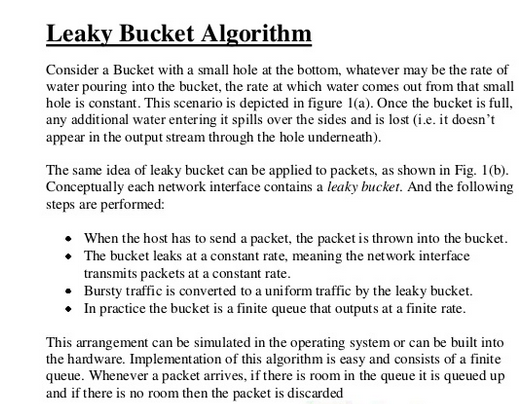 Leaky Bucket Algorithm
Consider a Bucket with a small hole at the bottom, whatever may be the rate of
water pouring into the bucket, the rate at which water comes out from that small
hole is constant. This scenario is depicted in figure 1(a). Once the bucket is full,
any additional water entering it spills over the sides and is lost (i.e. it doesn't
appear in the output stream through the hole underneath).
The same idea of leaky bucket can be applied to packets, as shown in Fig. 1(b).
Conceptually each network interface contains a leaky bucket. And the following
steps are performed:
• When the host has to send a packet, the packet is thrown into the bucket.
• The bucket leaks at a constant rate, meaning the network interface
transmits packets at a constant rate.
• Bursty traffic is converted to a uniform traffic by the leaky bucket.
• In practice the bucket is a finite queue that outputs at a finite rate.
This arrangement can be simulated in the operating system or can be built into
the hardware. Implementation of this algorithm is easy and consists of a finite
queue. Whenever a packet arrives, if there is room in the queue it is queued up
and if there is no room then the packet is discarded